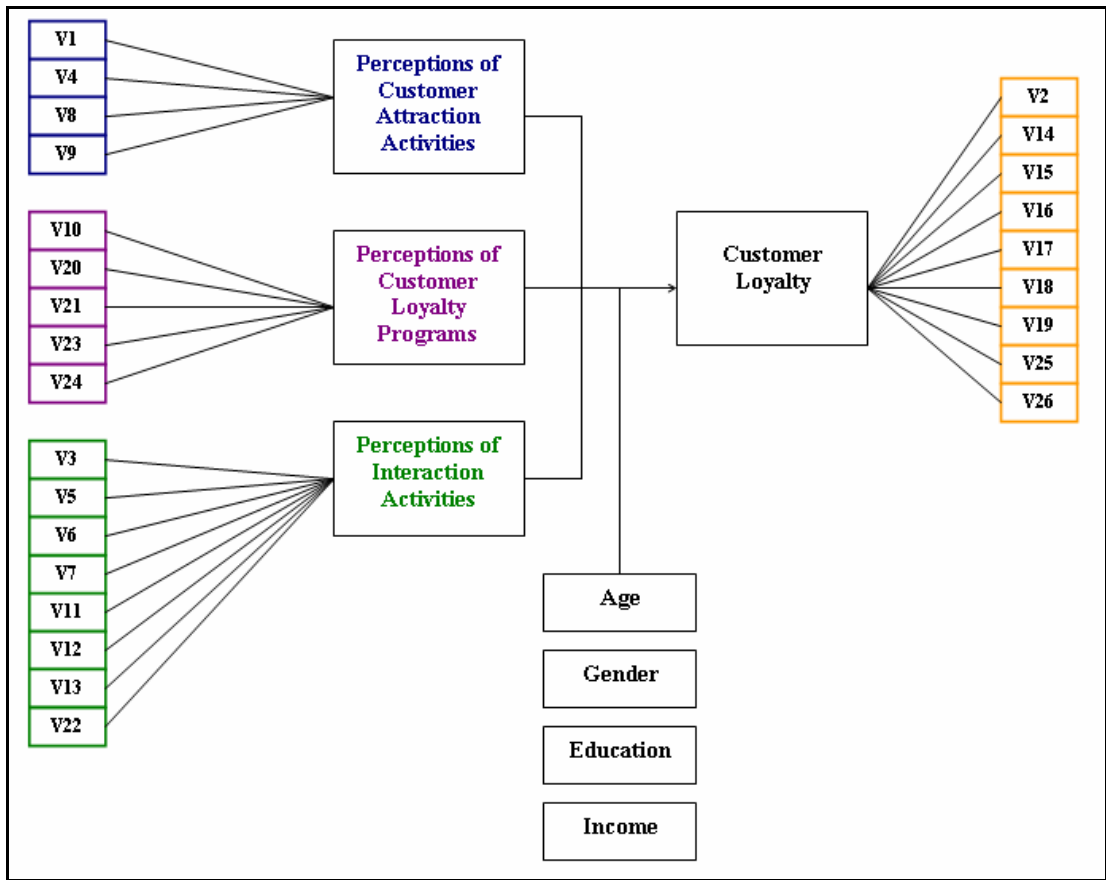 V1
V4
V8
V9
Perceptions of
Customer
Attraction
Activities
V10
V20
V21
V23
V24
Perceptions of
Customer
Loyalty
Programs
V3
V5
V6
V7
V11
V12
V13
V22
Perceptions of
Interaction
Activities
Age
Gender
Education
Income
Customer
Loyalty
V2
V14
V15
V16
V17
V18
V19
V25
V26